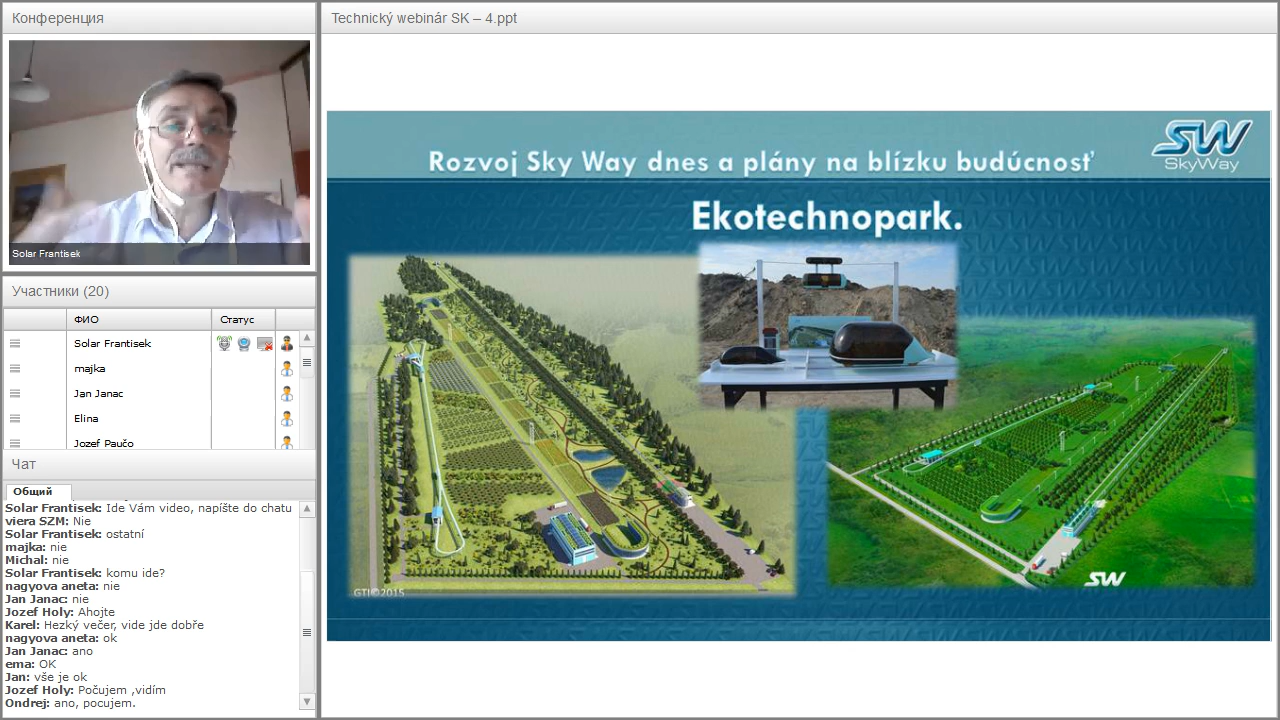 Конференция
Solar Frantisek
Участники (20)
ФИО
Статус
Solar Frantisek
majka
Jan Janac
Elina
Jozef Paučo
Чат
Общий
Solar Frantisek: Ide Vám video, napíšte do chatu
viera SZM: Nie
Solar Frantisek: ostatní
majka: nie
Michal: nie
Solar Frantisek: komu ide?
nagyova aneta: nie
Jan Janac: nie
Jozef Holy: Ahojte
Karel: Hezký večer, vide jde dobře
nagyova aneta: ok
Jan Janac: ano
ema: OK
Jan: vše je ok
Jozef Holy: Počujem ,vidím
Ondrej: ano, pocujem.
Technický webinár SK – 4.ppt
SW
SkyWay
Rozvoj Sky Way dnes a plány na blízku budúcnosť
Ekotechnopark.
GTI©2015
SW